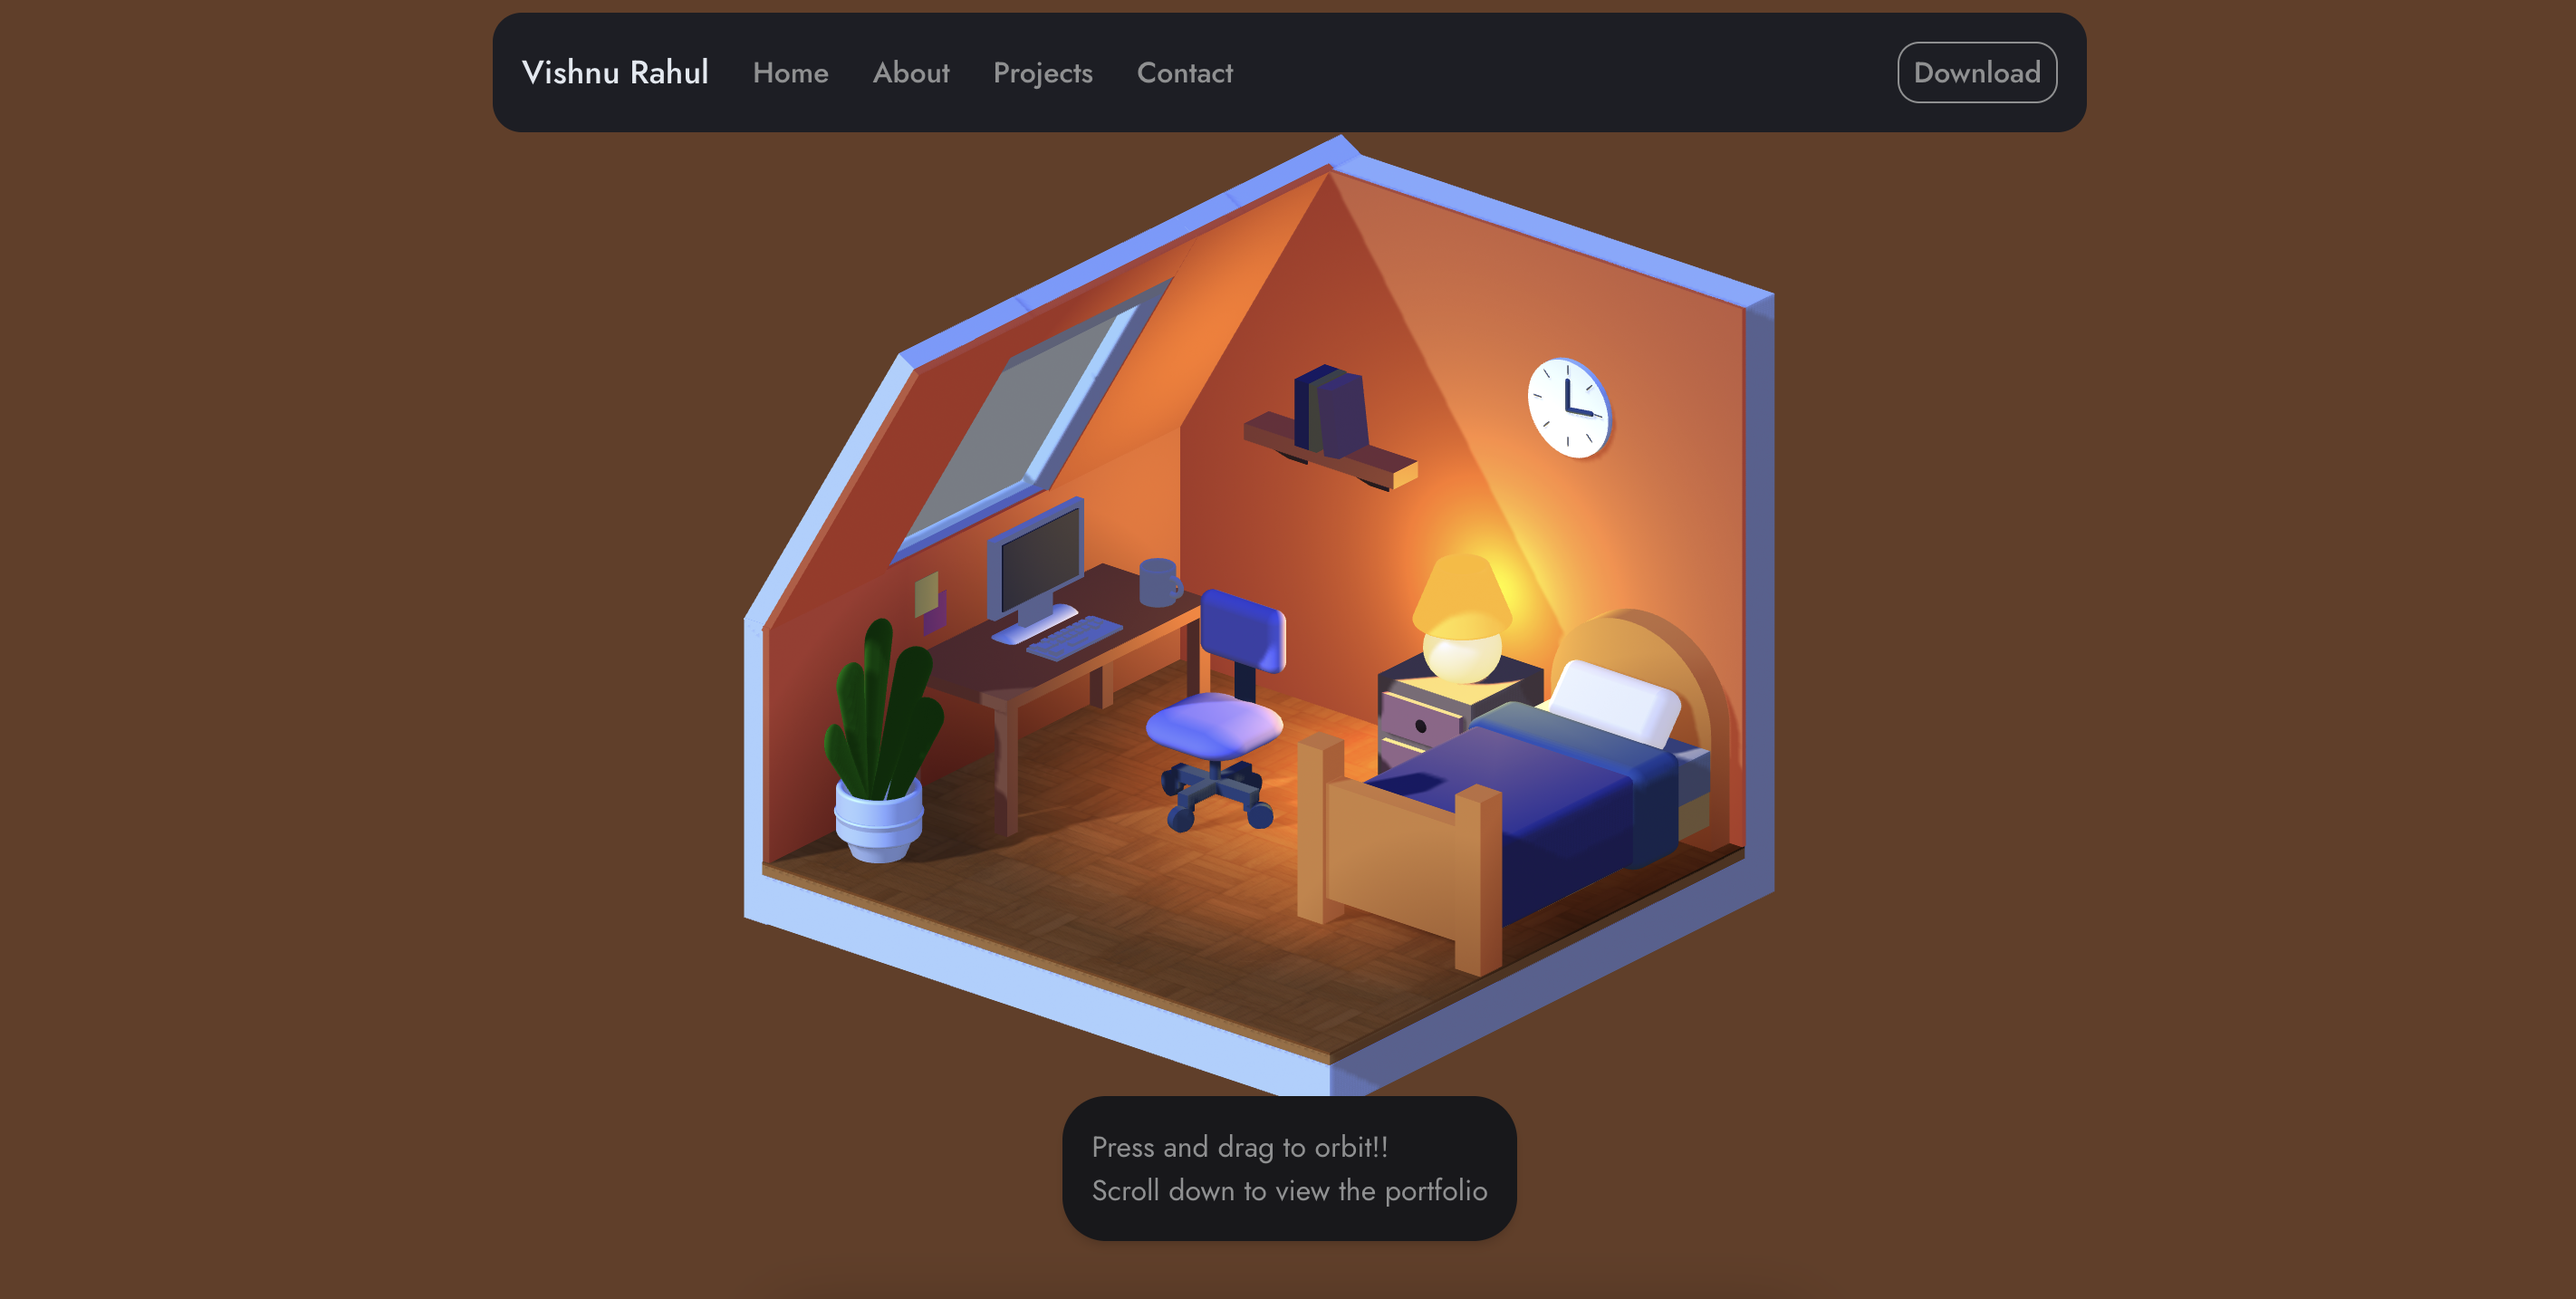 Vishnu Rahul Home About Projects Contact Download
Press and drag to orbit!!
Scroll down to view the portfolio